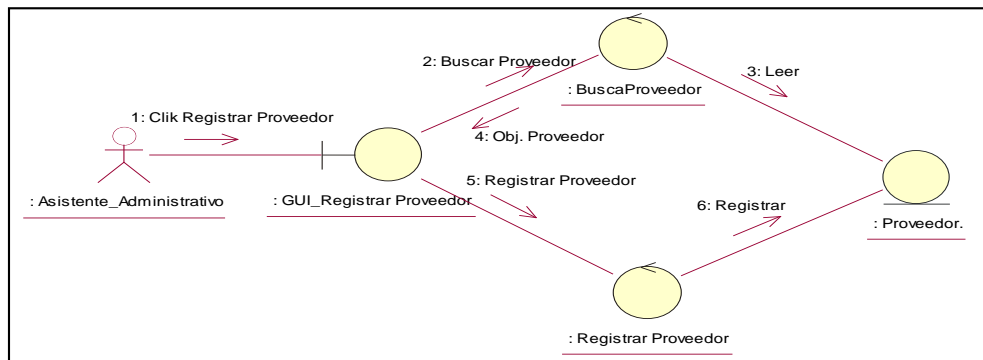 2: Buscar Proveedor
3: Leer
: BuscaProveedor
1: Clik Registrar Proveedor
4: Obj. Proveedor
5: Registrar Proveedor
: Asistente_Administrativo
: GUI_Registrar Proveedor
6: Registrar
: Proveedor.
: Registrar Proveedor